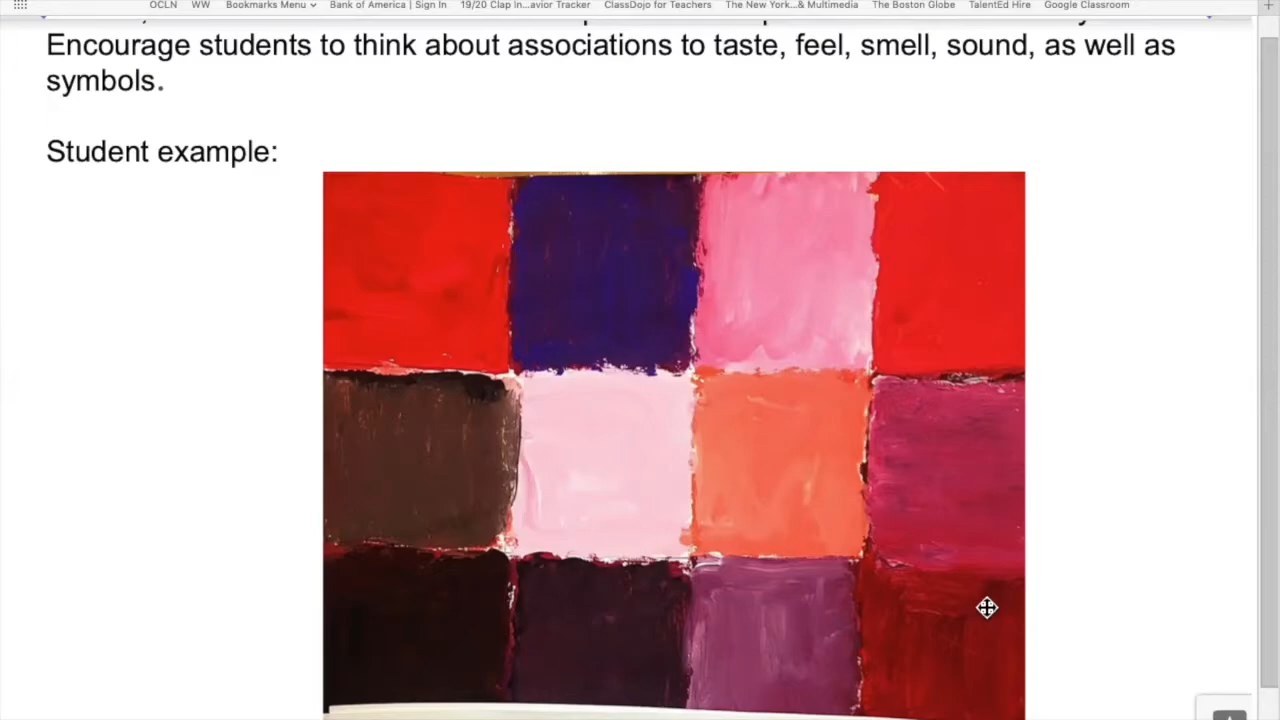 OCLN WW Bookmarks Menu Bank of America | Sign In 19/20 Clap In...avior Tracker ClassDojo for Teachers The New York...& Multimedia The Boston Globe TalentEd Hire Google Classroom
Encourage students to think about associations to taste, feel, smell, sound, as well as
symbols.
Student example: